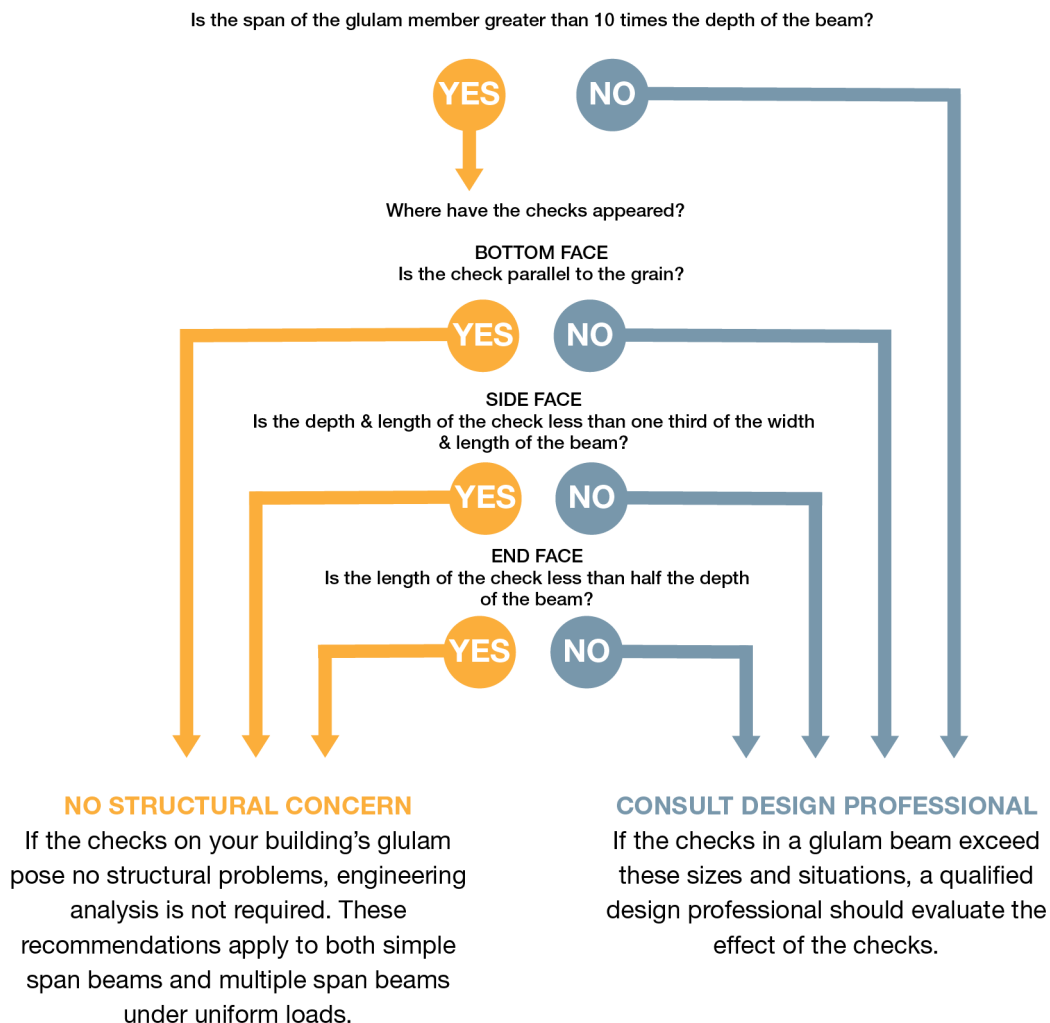 Is the span of the glulam member greater than 10 times the depth of the beam?
YES
NO
Where have the checks appeared?
BOTTOM FACE
Is the check parallel to the grain?
YES
NO
SIDE FACE
Is the depth & length of the check less than one third of the width
& length of the beam?
YES
NO
END FACE
Is the length of the check less than half the depth
of the beam?
YES
NO
NO STRUCTURAL CONCERN
If the checks on your building’s glulam
pose no structural problems, engineering
analysis is not required. These
recommendations apply to both simple
span beams and multiple span beams
under uniform loads.
CONSULT DESIGN PROFESSIONAL
If the checks in a glulam beam exceed
these sizes and situations, a qualified
design professional should evaluate the
effect of the checks.